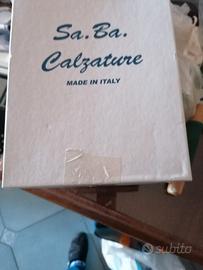 Sa.Ba.
Calzature
MADE IN ITALY
subito